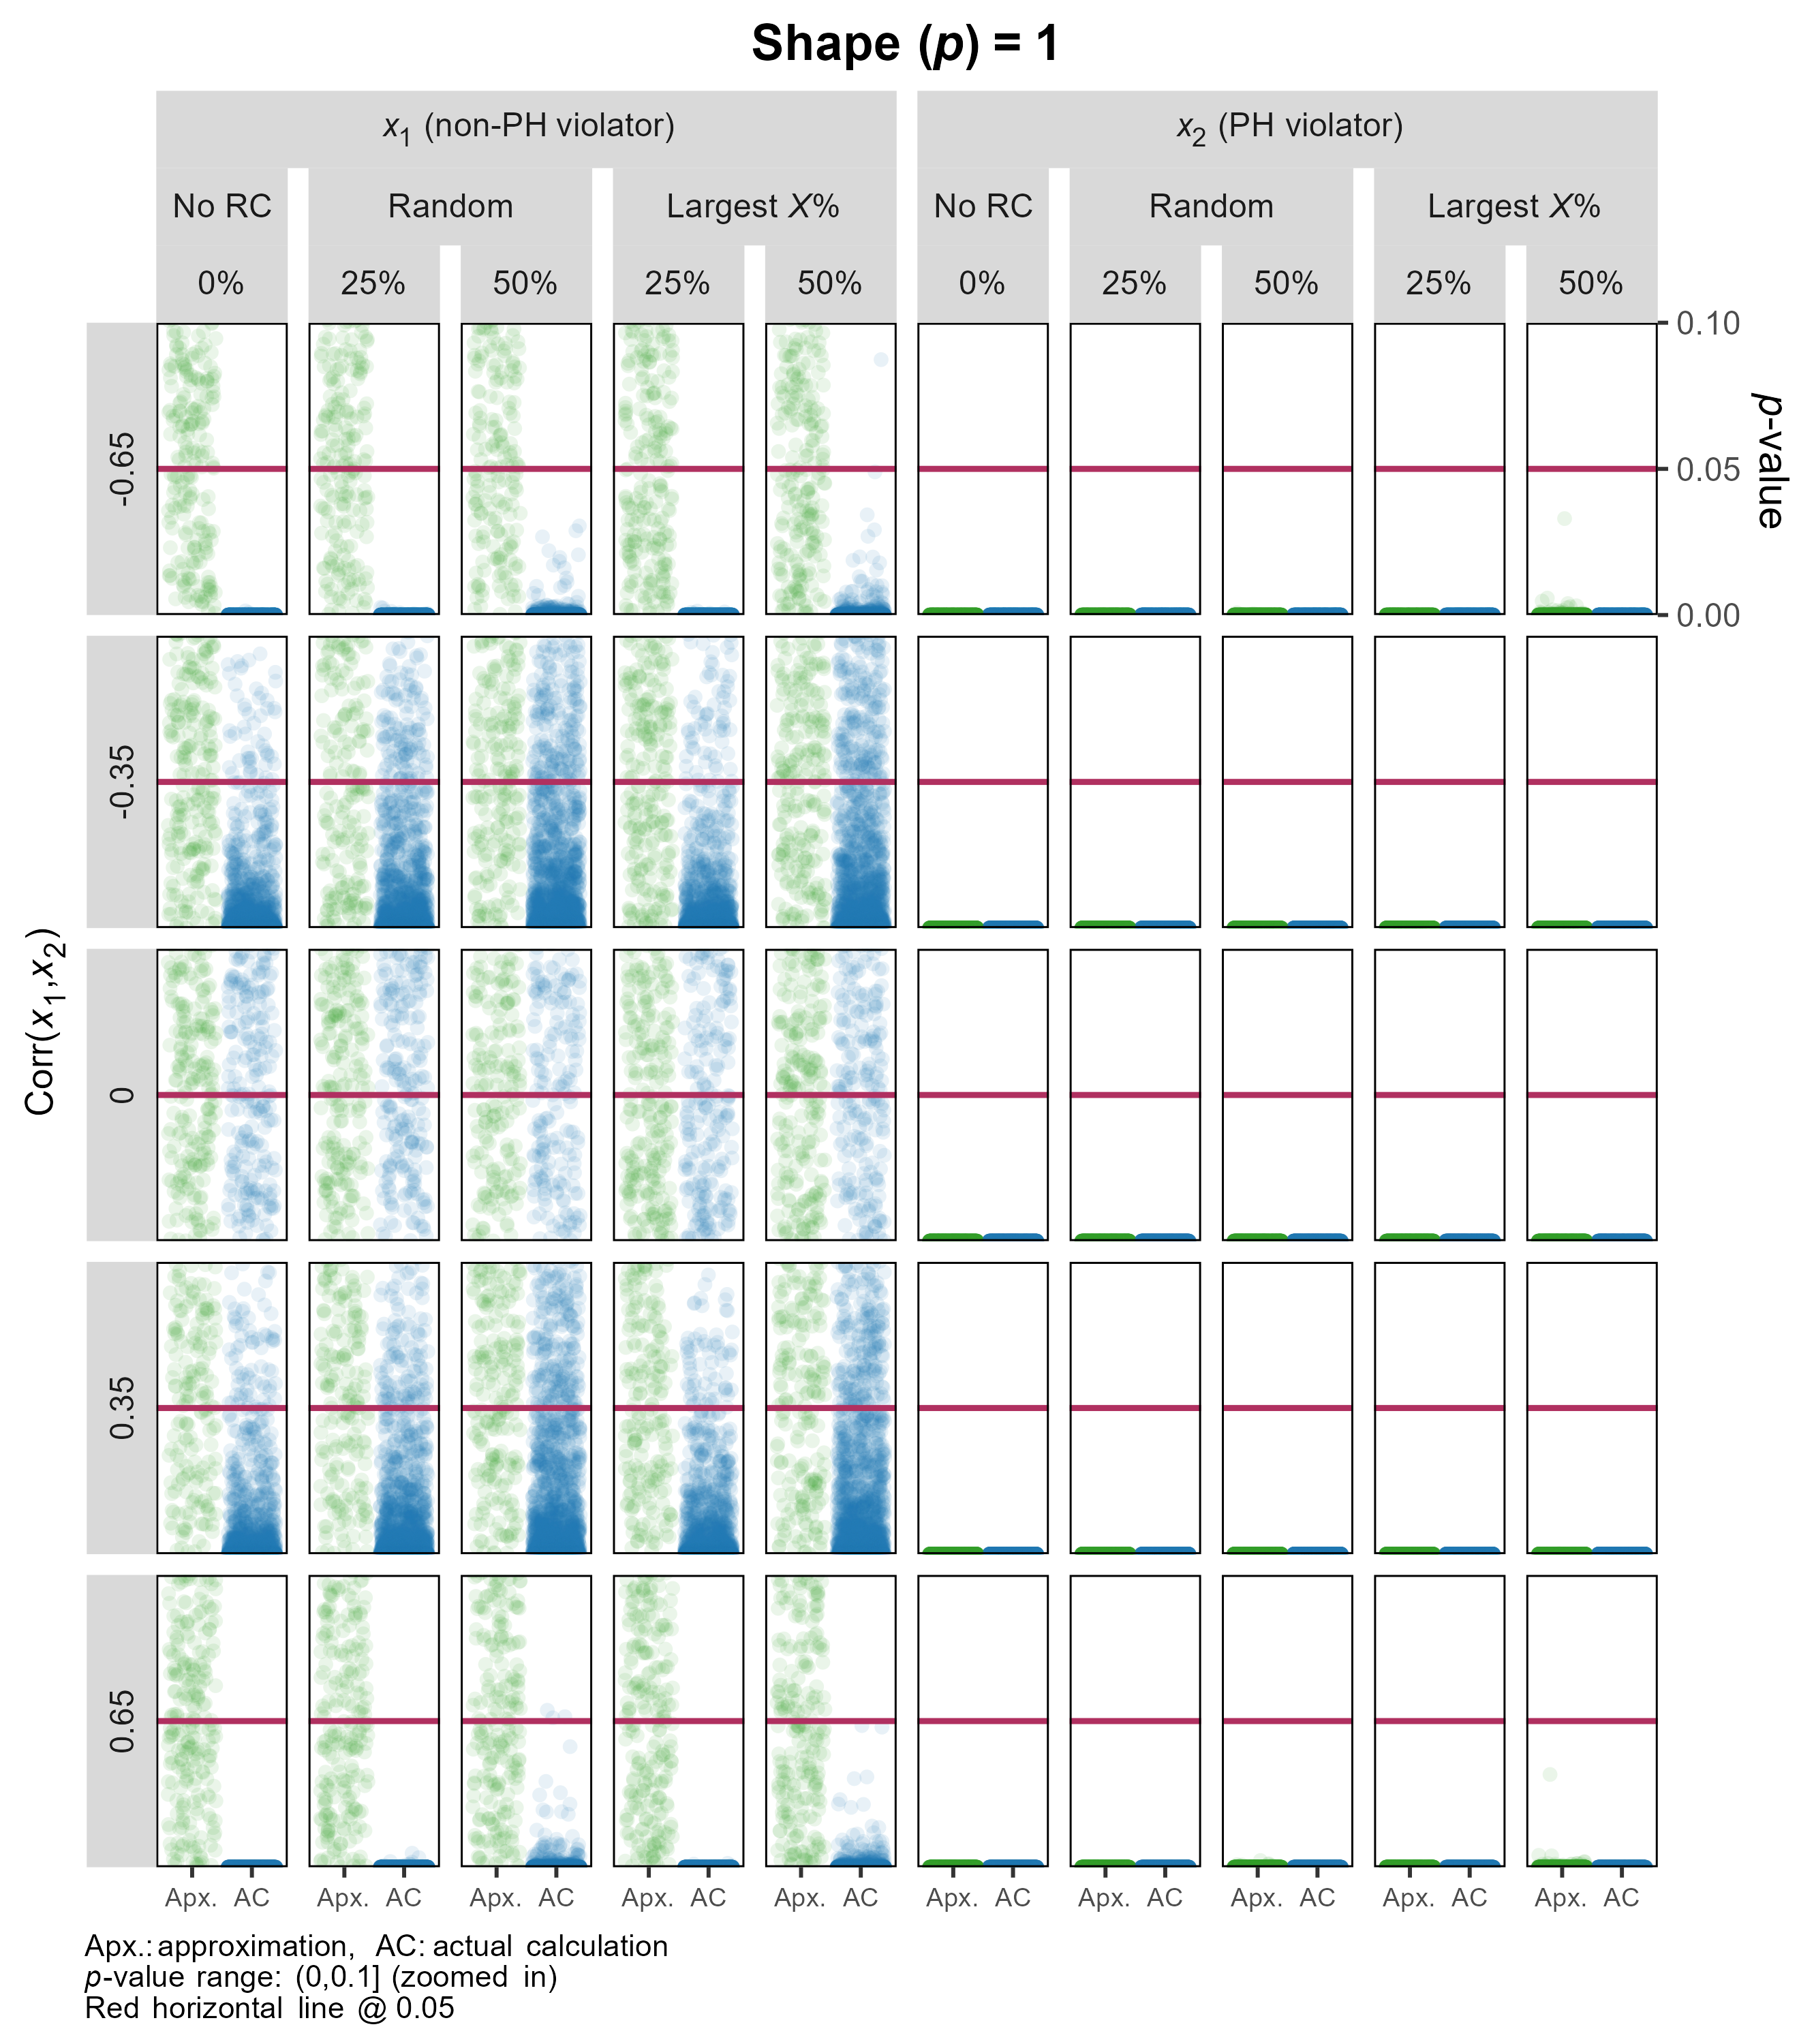 Shape (p) = 1
x1 (non-PH violator) x2 (PH violator)
No RC Random Largest X% No RC Random Largest X%
0% 25% 50% 25% 50% 0% 25% 50% 25% 50%
0.10
0.05
0.00
p-value
-0.65
-0.35
0
0.35
0.65
Corr(x1,x2)
Apx. AC Apx. AC Apx. AC Apx. AC Apx. AC Apx. AC Apx. AC Apx. AC Apx. AC Apx. AC
Apx.: approximation, AC: actual calculation
p-value range: (0,0.1] (zoomed in)
Red horizontal line @ 0.05